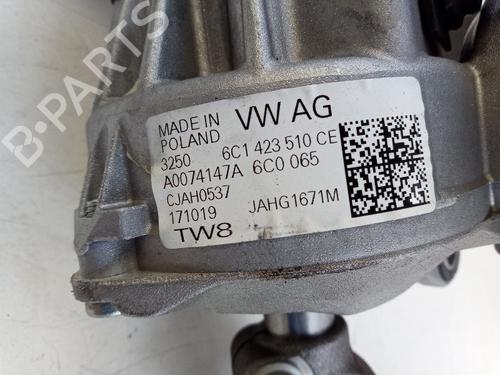 B-PARTS
MADE IN POLAND VW AG
3250 6C1 423 510 CE
A0074147A 6C0 065
CJAH0537
171019 JAHG1671M
TW8